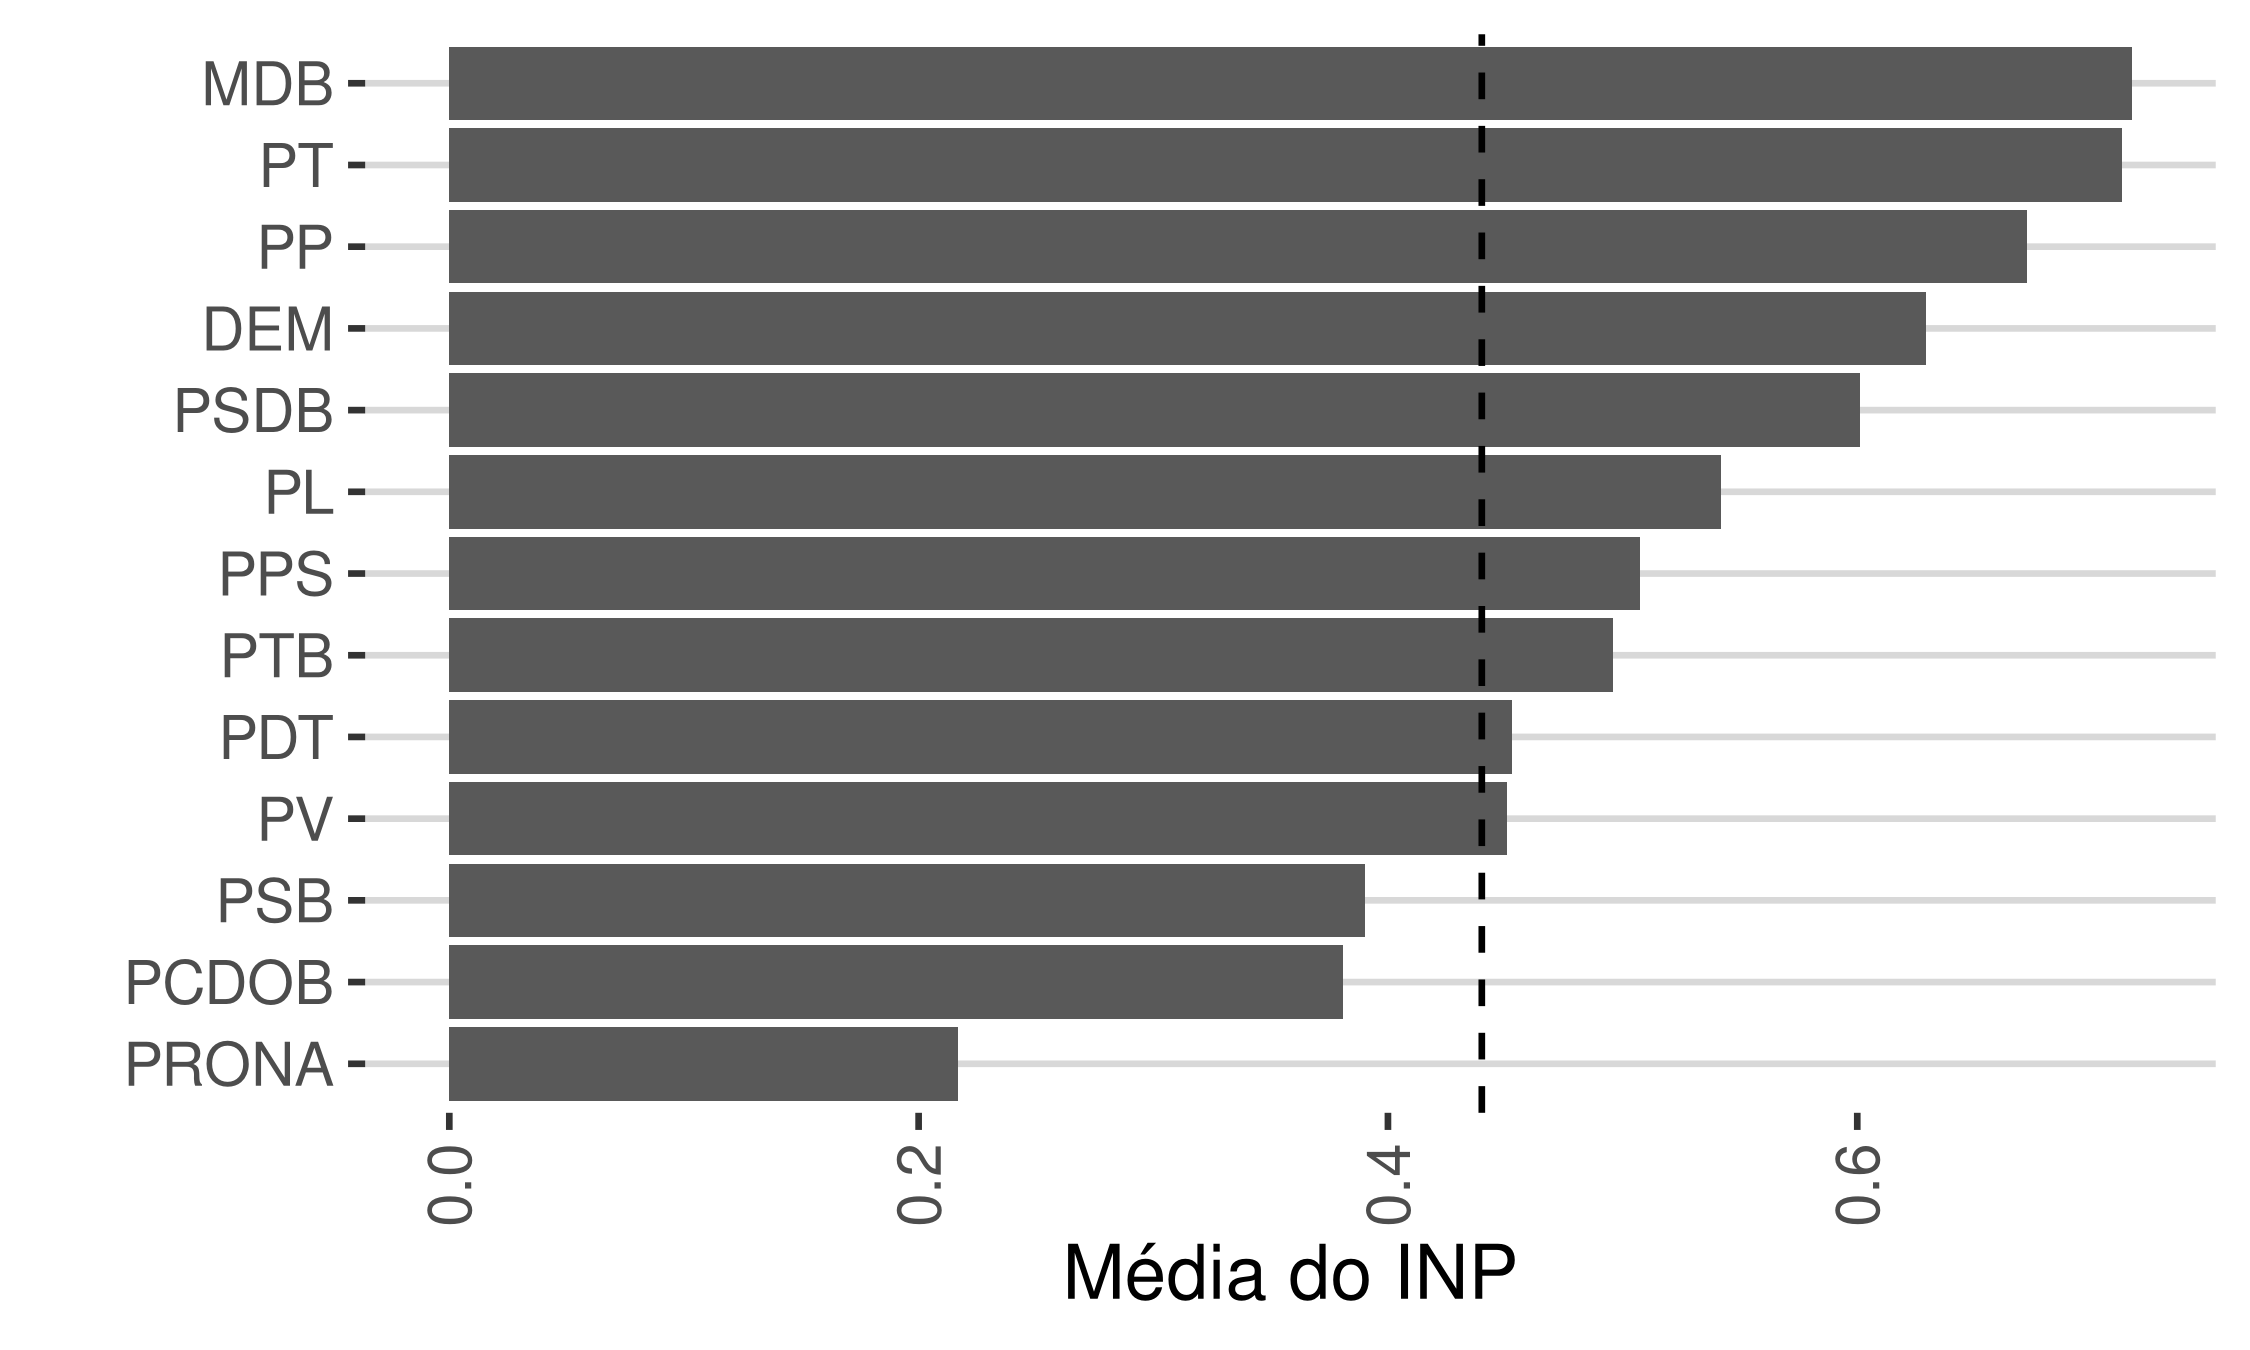 MDB
PT
PP
DEM
PSDB
PL
PPS
PTB
PDT
PV
PSB
PCDOB
PRONA
0.0
0.2
0.4
0.6
Média do INP